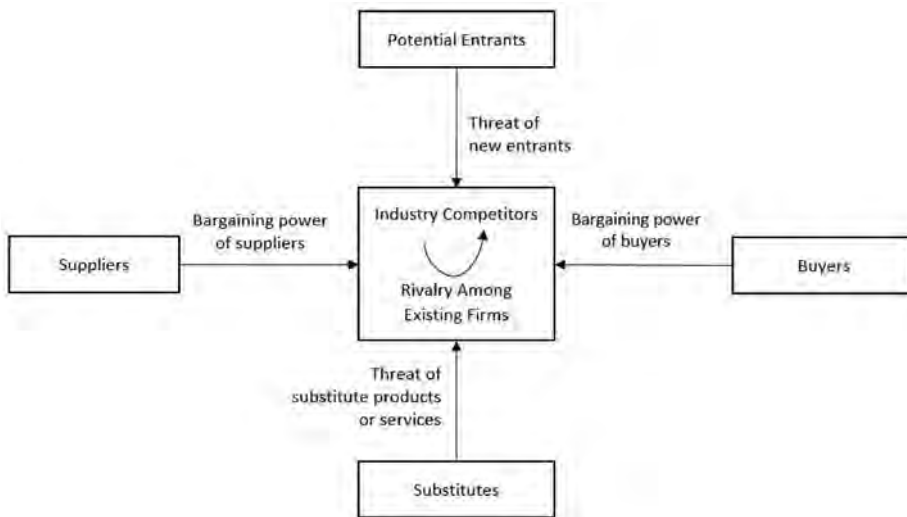 Potential Entrants
Threat of
new entrants
Industry Competitors
Rivalry Among
Existing Firms
Bargaining power
of suppliers
Suppliers
Bargaining power
of buyers
Buyers
Threat of
substitute products
or services
Substitutes